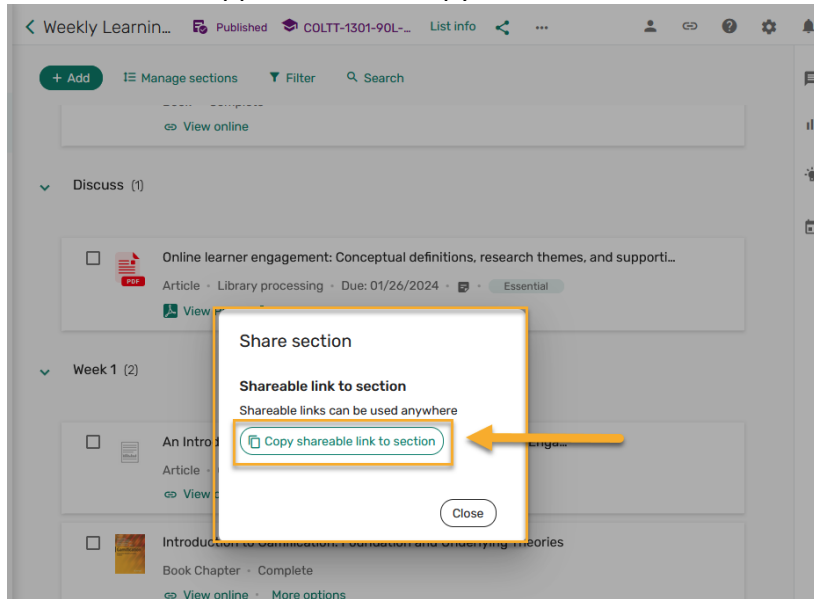 Weekly Learnin... Published COLTT-1301-90L-... List info ...
+ Add Manage sections Filter Search
View online
Discuss (1)
Online learner engagement: Conceptual definitions, research themes, and supporti...
PDF
Article · Library processing · Due: 01/26/2024 · · Essential
View
Share section
Week 1 (2)
Shareable link to section
Shareable links can be used anywhere
An Intro Enga...
Copy shareable link to section
Article ·
View
Close
Introduction to Gamification: Foundation and Underlying Theories
Book Chapter · Complete
View online · More options